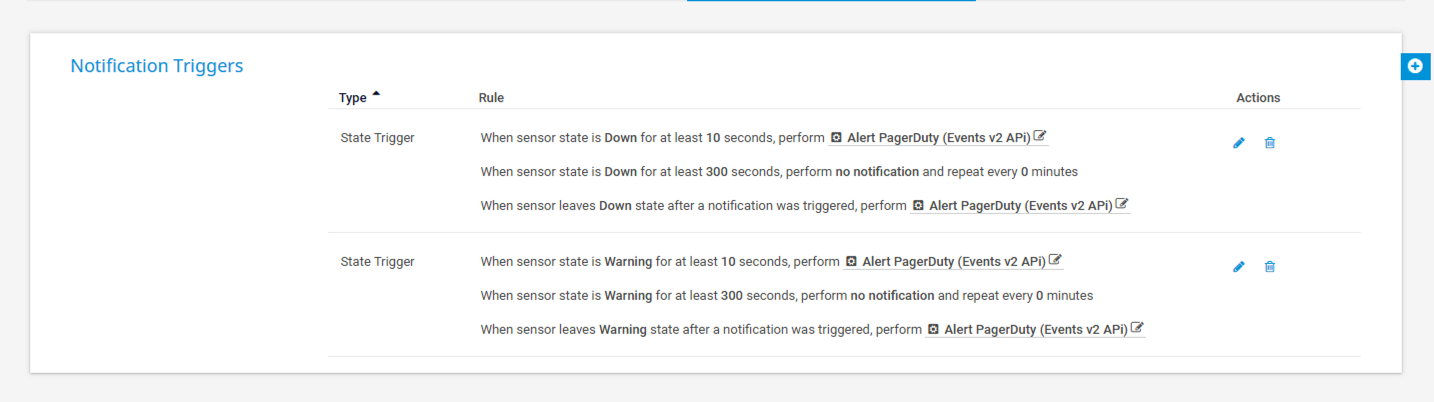 Notification Triggers
Type Rule Actions
State Trigger When sensor state is Down for at least 10 seconds, perform Alert PagerDuty (Events v2 APi)
When sensor state is Down for at least 300 seconds, perform no notification and repeat every 0 minutes
When sensor leaves Down state after a notification was triggered, perform Alert PagerDuty (Events v2 APi)
State Trigger When sensor state is Warning for at least 10 seconds, perform Alert PagerDuty (Events v2 APi)
When sensor state is Warning for at least 300 seconds, perform no notification and repeat every 0 minutes
When sensor leaves Warning state after a notification was triggered, perform Alert PagerDuty (Events v2 APi)